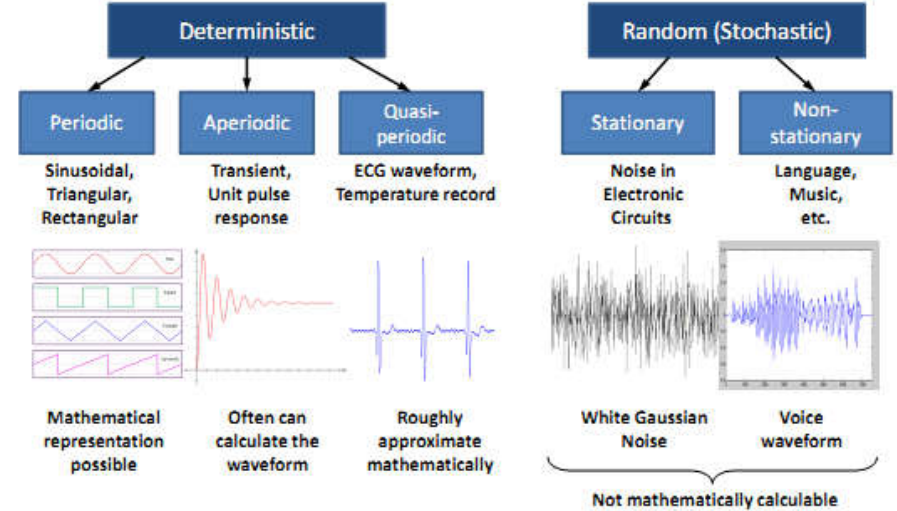 Deterministic
Random (Stochastic)
Periodic
Aperiodic
Quasi-
periodic
Stationary
Non-
stationary
Sinusoidal,
Triangular,
Rectangular
Transient,
Unit pulse
response
ECG waveform,
Temperature record
Noise in
Electronic
Circuits
Language,
Music,
etc.
Mathematical
representation
possible
Often can
calculate the
waveform
Roughly
approximate
mathematically
White Gaussian
Noise
Voice
waveform
Not mathematically calculable